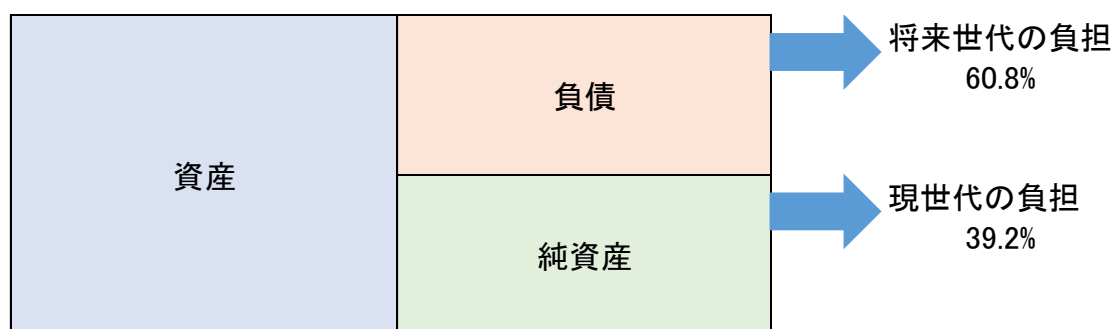 資産
負債
純資産
将来世代の負担
60.8%
現世代の負担
39.2%